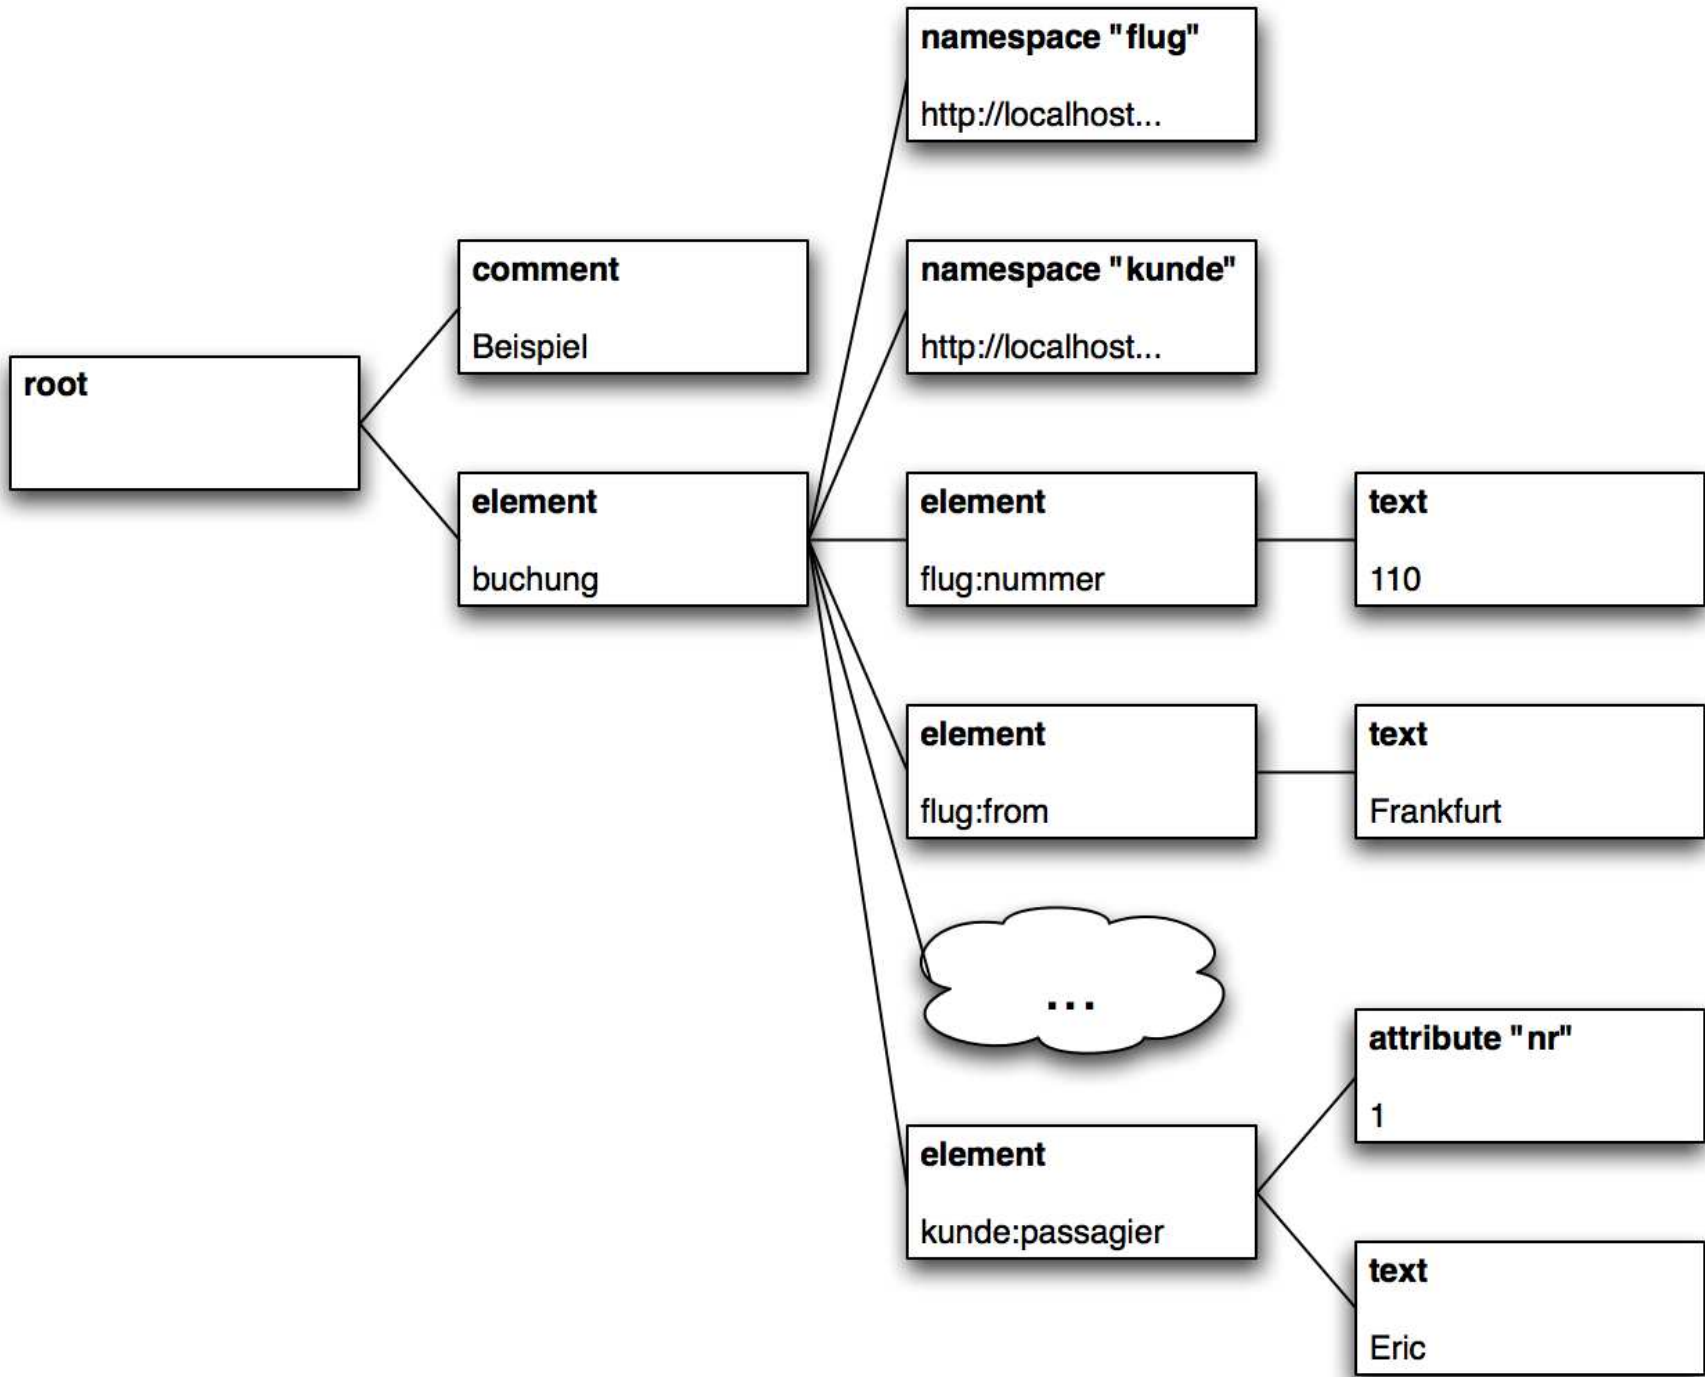 namespace "flug"
http://localhost...
comment
Beispiel
namespace "kunde"
http://localhost...
root
element
buchung
element
flug:nummer
text
110
element
flug:from
text
Frankfurt
...
attribute "nr"
1
element
kunde:passagier
text
Eric